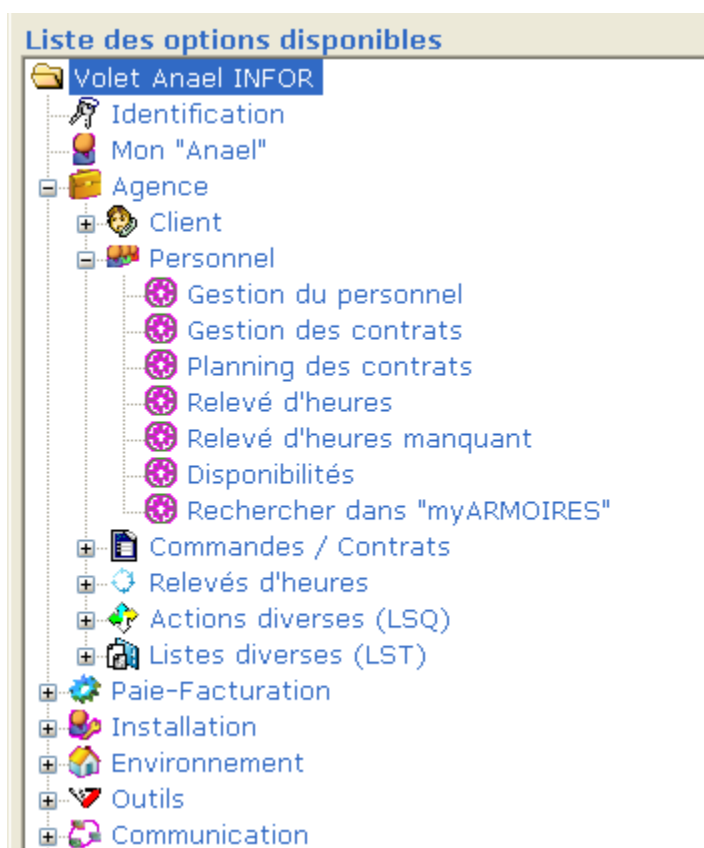 Liste des options disponibles
Volet Anael INFOR
Identification
Mon "Anael"
Agence
Client
Personnel
Gestion du personnel
Gestion des contrats
Planning des contrats
Relevé d'heures
Relevé d'heures manquant
Disponibilités
Rechercher dans "myARMOIRES"
Commandes / Contrats
Relevés d'heures
Actions diverses (LSQ)
Listes diverses (LST)
Paie-Facturation
Installation
Environnement
Outils
Communication